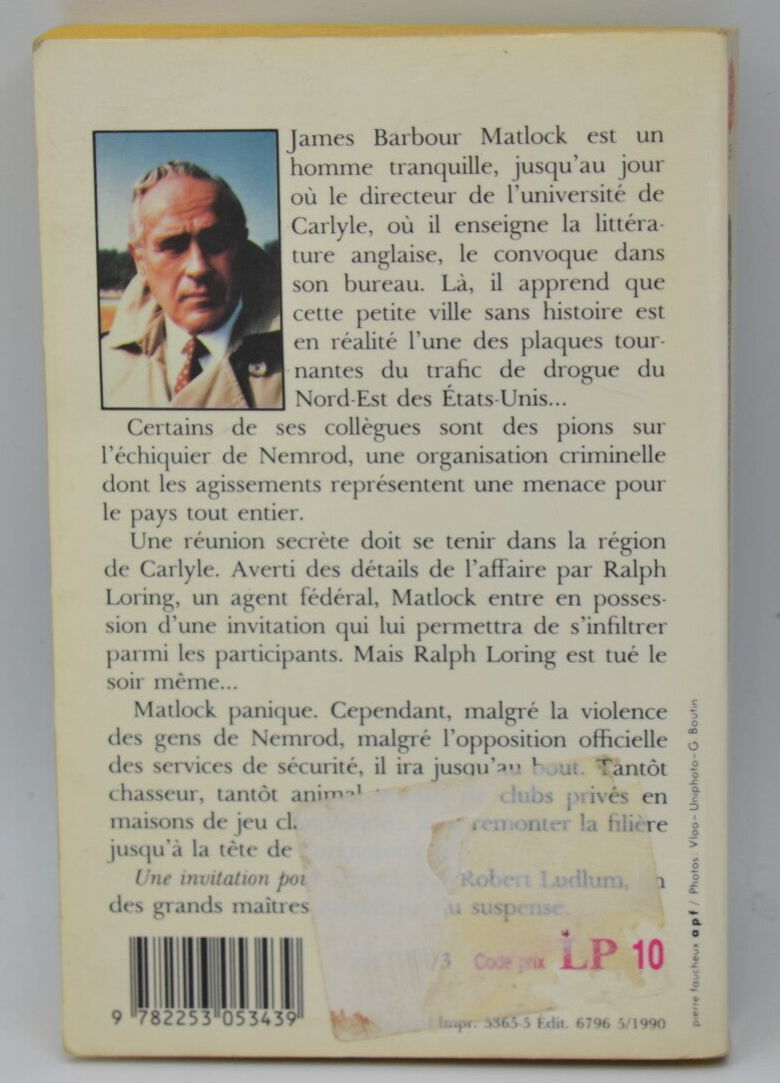 James Barbour Matlock est un
homme tranquille, jusqu'au jour
où le directeur de l'université de
Carlyle, où il enseigne la littéra-
ture anglaise, le convoque dans
son bureau. Là, il apprend que
cette petite ville sans histoire est
en réalité l'une des plaques tour-
nantes du trafic de drogue du
Nord-Est des États-Unis...
Certains de ses collègues sont des pions sur
l'échiquier de Nemrod, une organisation criminelle
dont les agissements représentent une menace pour
le pays tout entier.
Une réunion secrète doit se tenir dans la région
de Carlyle. Averti des détails de l'affaire par Ralph
Loring, un agent fédéral, Matlock entre en posses-
sion d'une invitation qui lui permettra de s'infiltrer
parmi les participants. Mais Ralph Loring est tué le
soir même...
Matlock panique. Cependant, malgré la violence
des gens de Nemrod, malgré l'opposition officielle
des services de sécurité, il ira jusqu'au bout. Tantôt
chasseur, tantôt animal clubs privés en
maisons de jeu remonter la filière
jusqu'à la tête de
Une invitation Robert Ludlum,
des grands maîtres suspense.
Code prix LP 10
9 782253 053439
Impr. 5363-5 Édit. 6796 5/1990
pierre faucheux apf / Photos. Vloo - Uniphoto - G. Boutin